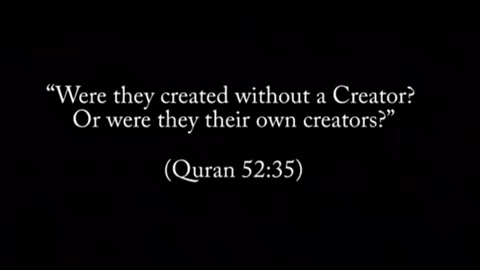 “Were they created without a Creator?
Or were they their own creators?”
(Quran 52:35)